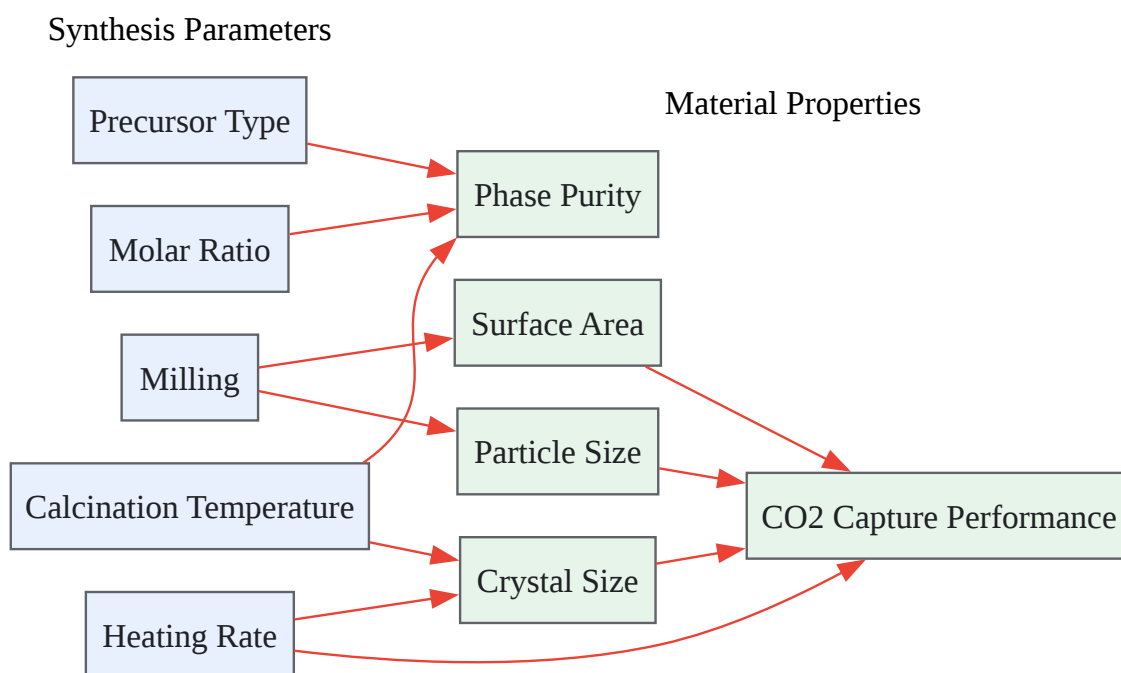 Synthesis Parameters
Precursor Type
Molar Ratio
Milling
Calcination Temperature
Heating Rate
Material Properties
Phase Purity
Surface Area
Particle Size
Crystal Size
CO2 Capture Performance